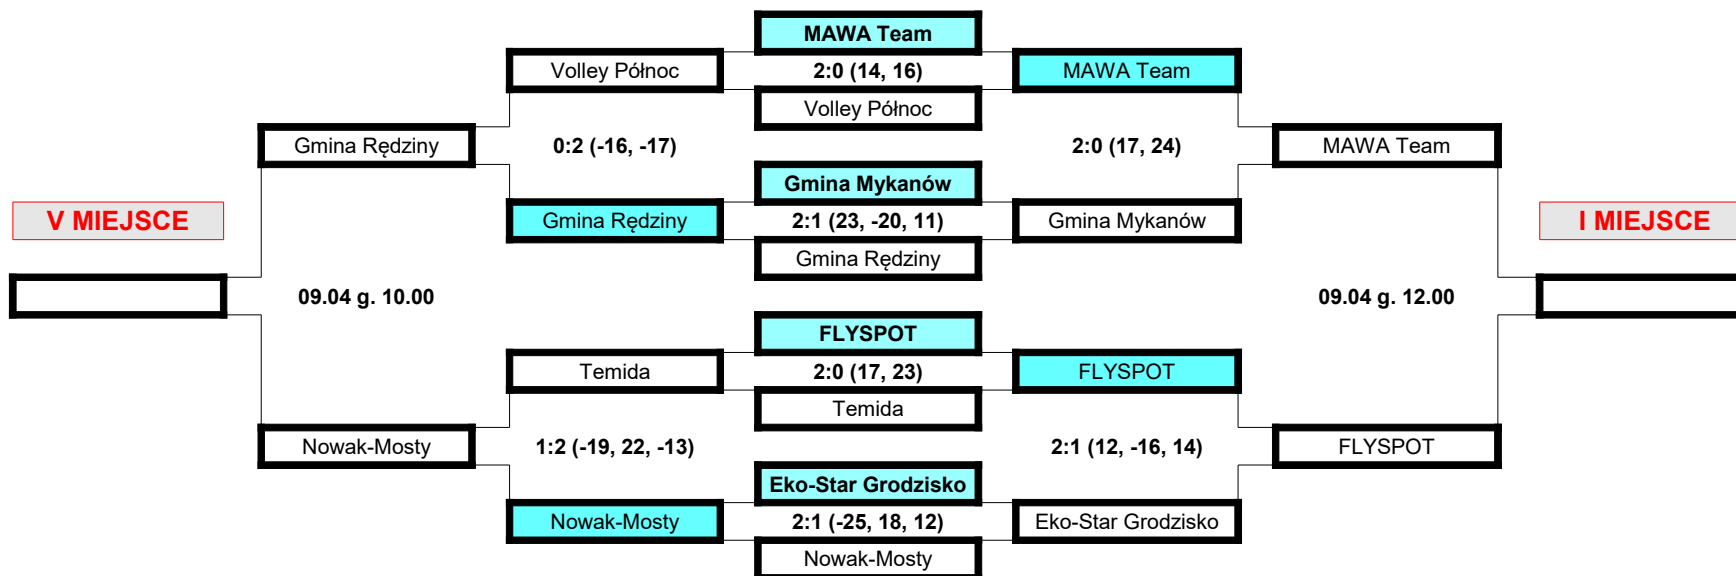 MAWA Team
Volley Północ
2:0 (14, 16)
MAWA Team
Volley Północ
Gmina Rędziny
0:2 (-16, -17)
2:0 (17, 24)
MAWA Team
Gmina Mykanów
V MIEJSCE
Gmina Rędziny
2:1 (23, -20, 11)
Gmina Mykanów
I MIEJSCE
Gmina Rędziny
09.04 g. 10.00
09.04 g. 12.00
FLYSPOT
Temida
2:0 (17, 23)
FLYSPOT
Temida
Nowak-Mosty
1:2 (-19, 22, -13)
2:1 (12, -16, 14)
FLYSPOT
Eko-Star Grodzisko
Nowak-Mosty
2:1 (-25, 18, 12)
Eko-Star Grodzisko
Nowak-Mosty